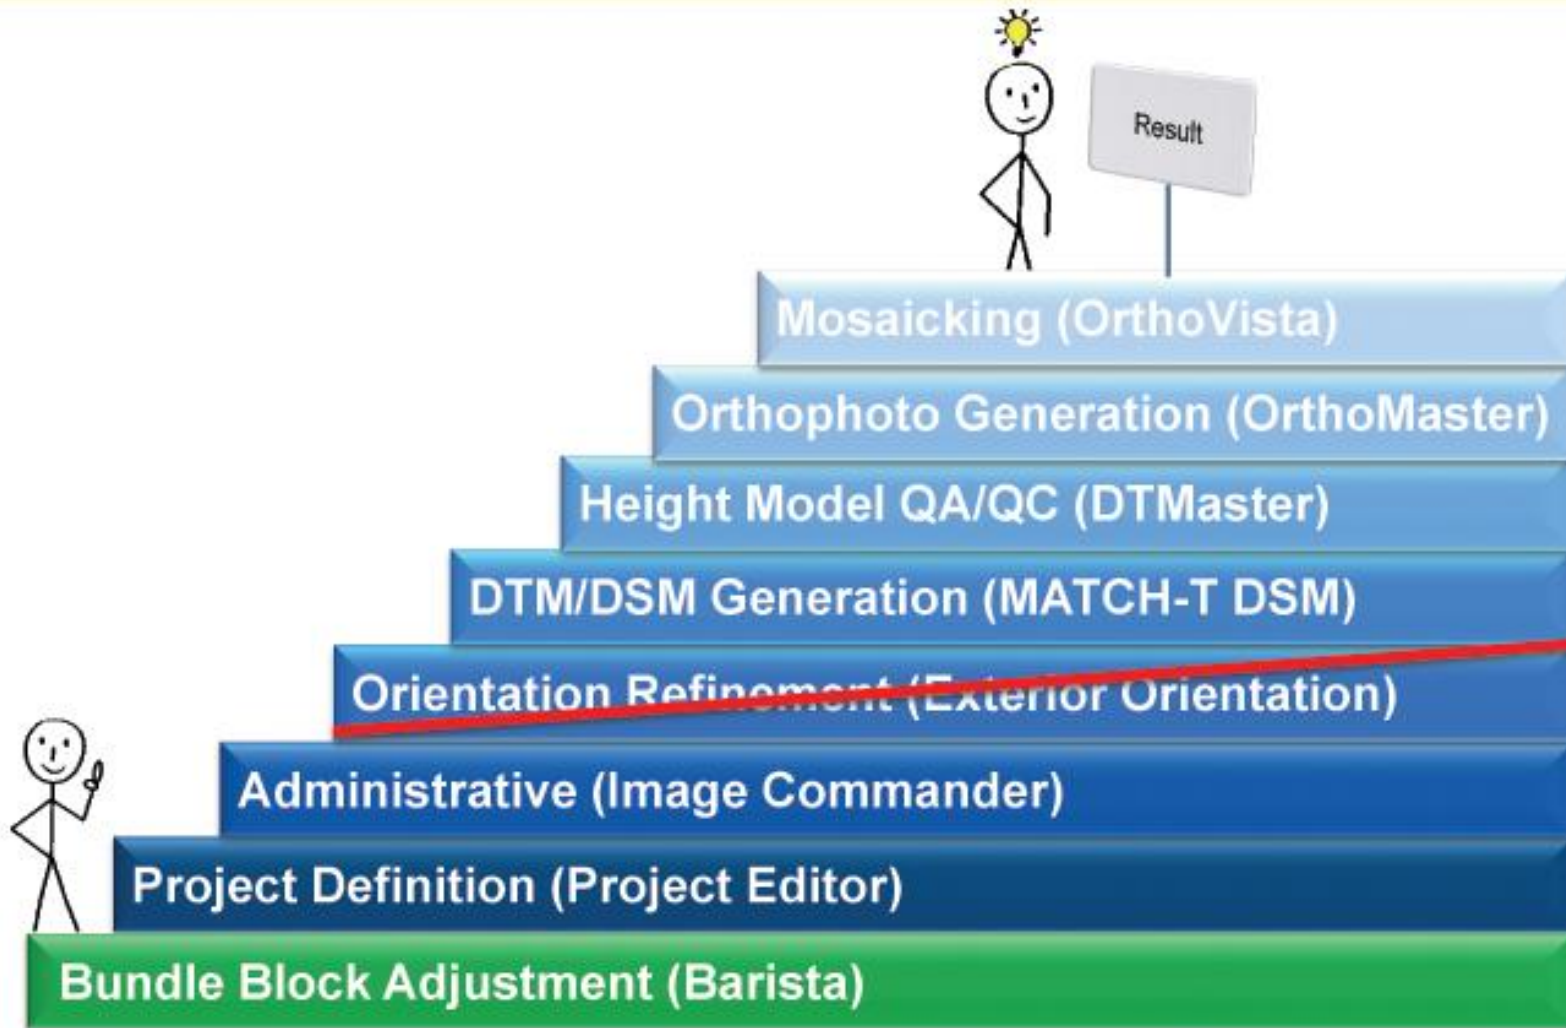 Result
Mosaicking (OrthoVista)
Orthophoto Generation (OrthoMaster)
Height Model QA/QC (DTMaster)
DTM/DSM Generation (MATCH-T DSM)
Orientation Refinement (Exterior Orientation)
Administrative (Image Commander)
Project Definition (Project Editor)
Bundle Block Adjustment (Barista)